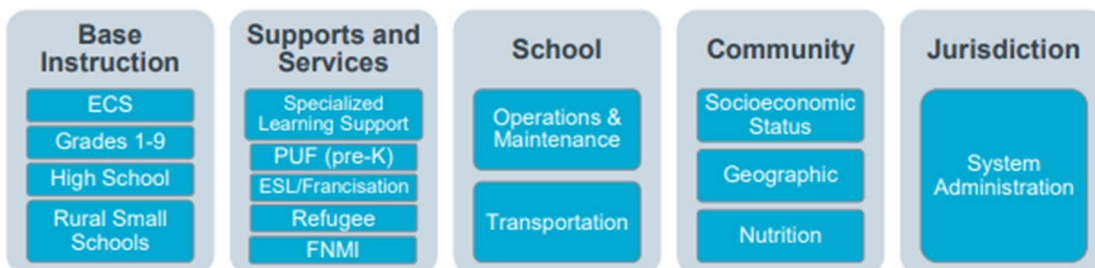 Base
Instruction
ECS
Grades 1-9
High School
Rural Small
Schools
Supports and
Services
Specialized
Learning Support
PUF (pre-K)
ESL/Francisation
Refugee
FNMI
School
Operations &
Maintenance
Transportation
Community
Socioeconomic
Status
Geographic
Nutrition
Jurisdiction
System
Administration